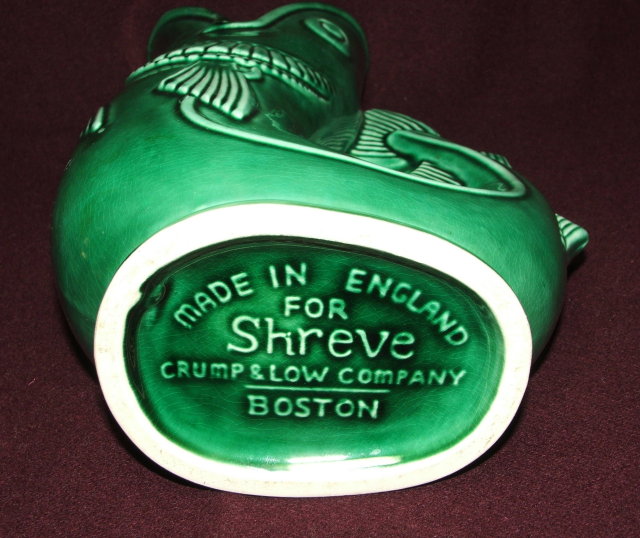 MADE IN ENGLAND
FOR
Shreve
CRUMP & LOW COMPANY
BOSTON